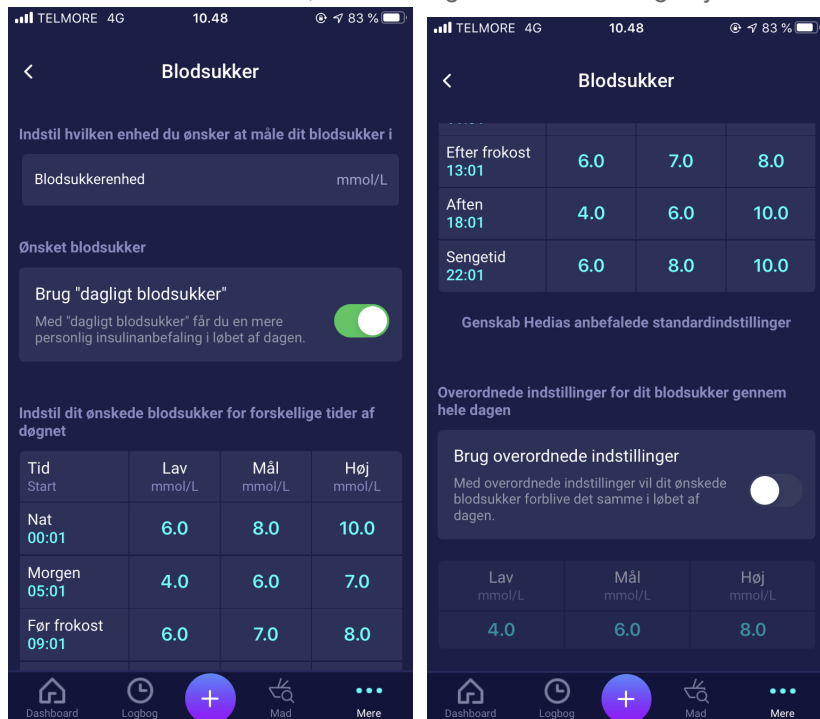 TELMORE 4G 10.48 83 %
Blodsukker
Indstil hvilken enhed du ønsker at måle dit blodsukker i
Blodsukkerenhed mmol/L
Ønsket blodsukker
Brug "dagligt blodsukker"
Med "dagligt blodsukker" får du en mere
personlig insulinanbefaling i løbet af dagen.
Indstil dit ønskede blodsukker for forskellige tider af
døgnet
Tid Lav Mål Høj
Start mmol/L mmol/L mmol/L
Nat
00:01 6.0 8.0 10.0
Morgen
05:01 4.0 6.0 7.0
Før frokost
09:01 6.0 7.0 8.0
Dashboard Logbog + Mad Mere
TELMORE 4G 10.48 83 %
Blodsukker
Efter frokost
13:01 6.0 7.0 8.0
Aften
18:01 4.0 6.0 10.0
Sengetid
22:01 6.0 8.0 10.0
Genskab Hedias anbefalede standardindstillinger
Overordnede indstillinger for dit blodsukker gennem
hele dagen
Brug overordnede indstillinger
Med overordnede indstillinger vil dit ønskede
blodsukker forblive det samme i løbet af
dagen.
Lav Mål Høj
mmol/L mmol/L mmol/L
4.0 6.0 8.0
Dashboard Logbog + Mad Mere